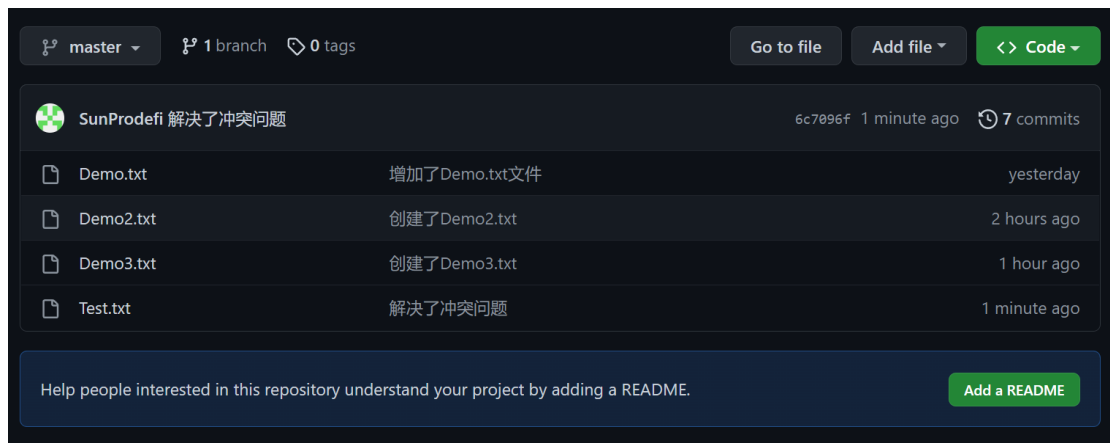 master 1 branch 0 tags Go to file Add file Code
SunProdefi 解决了冲突问题 6c7096f 1 minute ago 7 commits
Demo.txt 增加了Demo.txt文件 yesterday
Demo2.txt 创建了Demo2.txt 2 hours ago
Demo3.txt 创建了Demo3.txt 1 hour ago
Test.txt 解决了冲突问题 1 minute ago
Help people interested in this repository understand your project by adding a README. Add a README